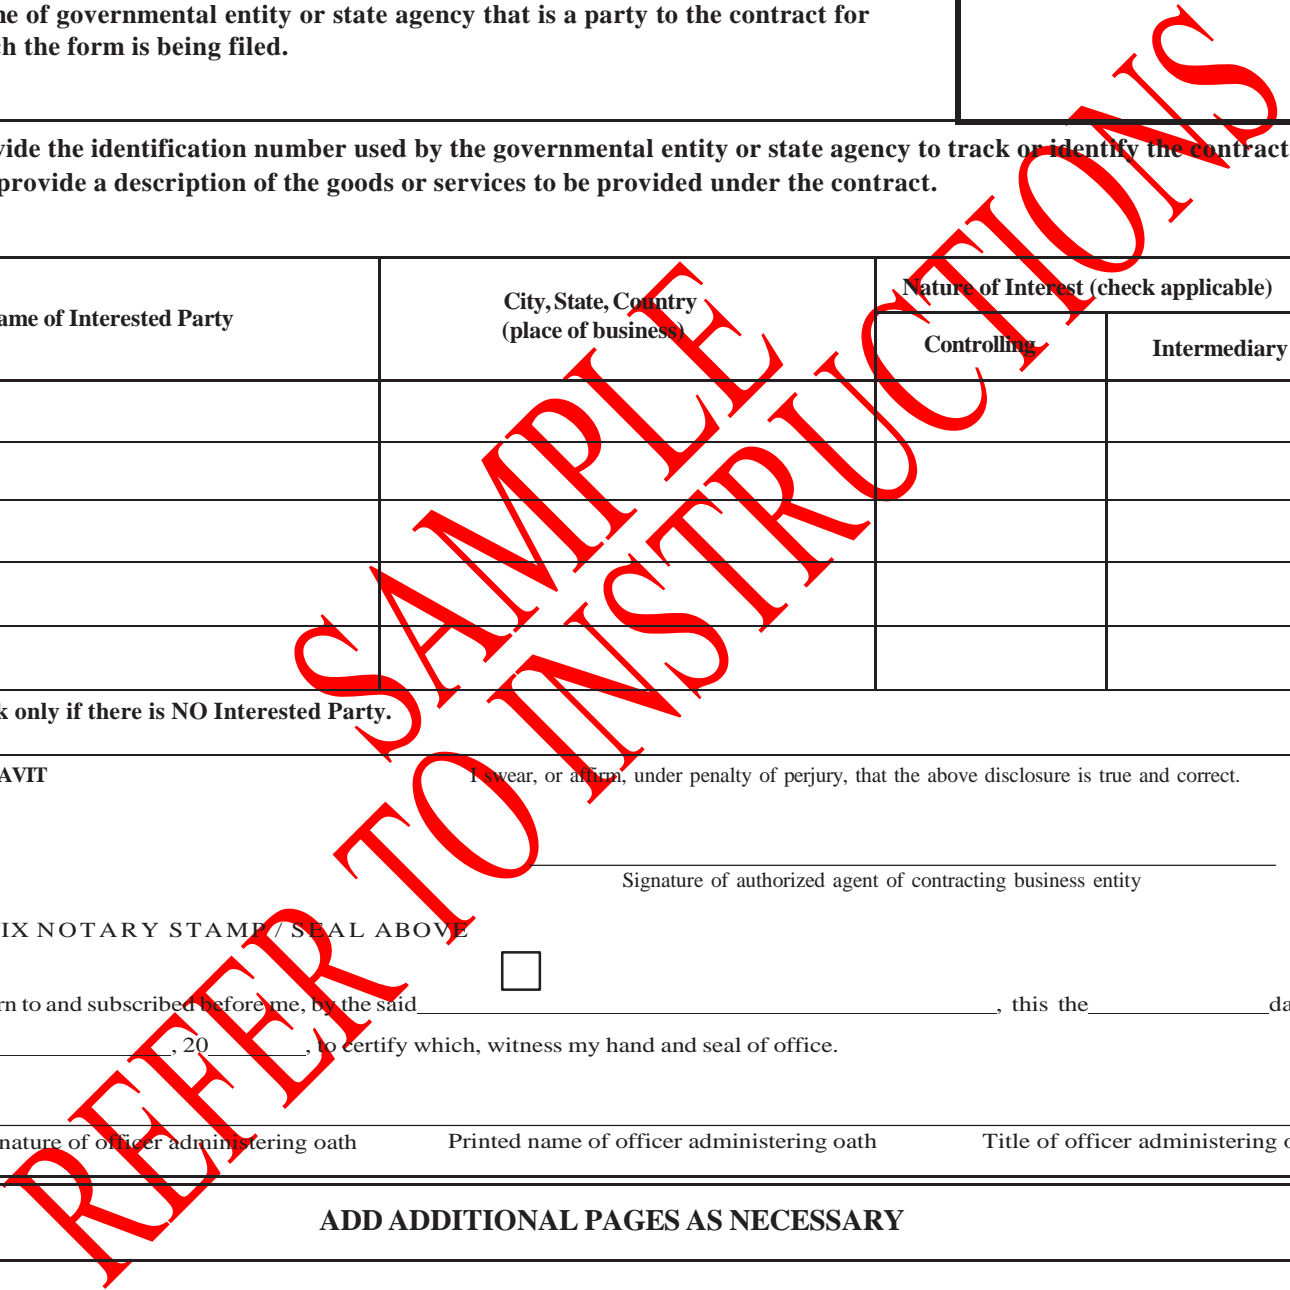 ne of governmental entity or state agency that is a party to the contract for
ch the form is being filed.
vide the identification number used by the governmental entity or state agency to track or identify the contract
provide a description of the goods or services to be provided under the contract.
ame of Interested Party
City, State, Country
(place of business)
Nature of Interest (check applicable)
Controlling
Intermediary
k only if there is NO Interested Party.
AVIT
I swear, or affirm, under penalty of perjury, that the above disclosure is true and correct.
Signature of authorized agent of contracting business entity
IX NOTARY STAMP / SEAL ABOVE
rn to and subscribed before me, by the said , this the da
, 20 , to certify which, witness my hand and seal of office.
nature of officer administering oath
Printed name of officer administering oath
Title of officer administering o
ADD ADDITIONAL PAGES AS NECESSARY
SAMPLE
REFER TO INSTRUCTIONS